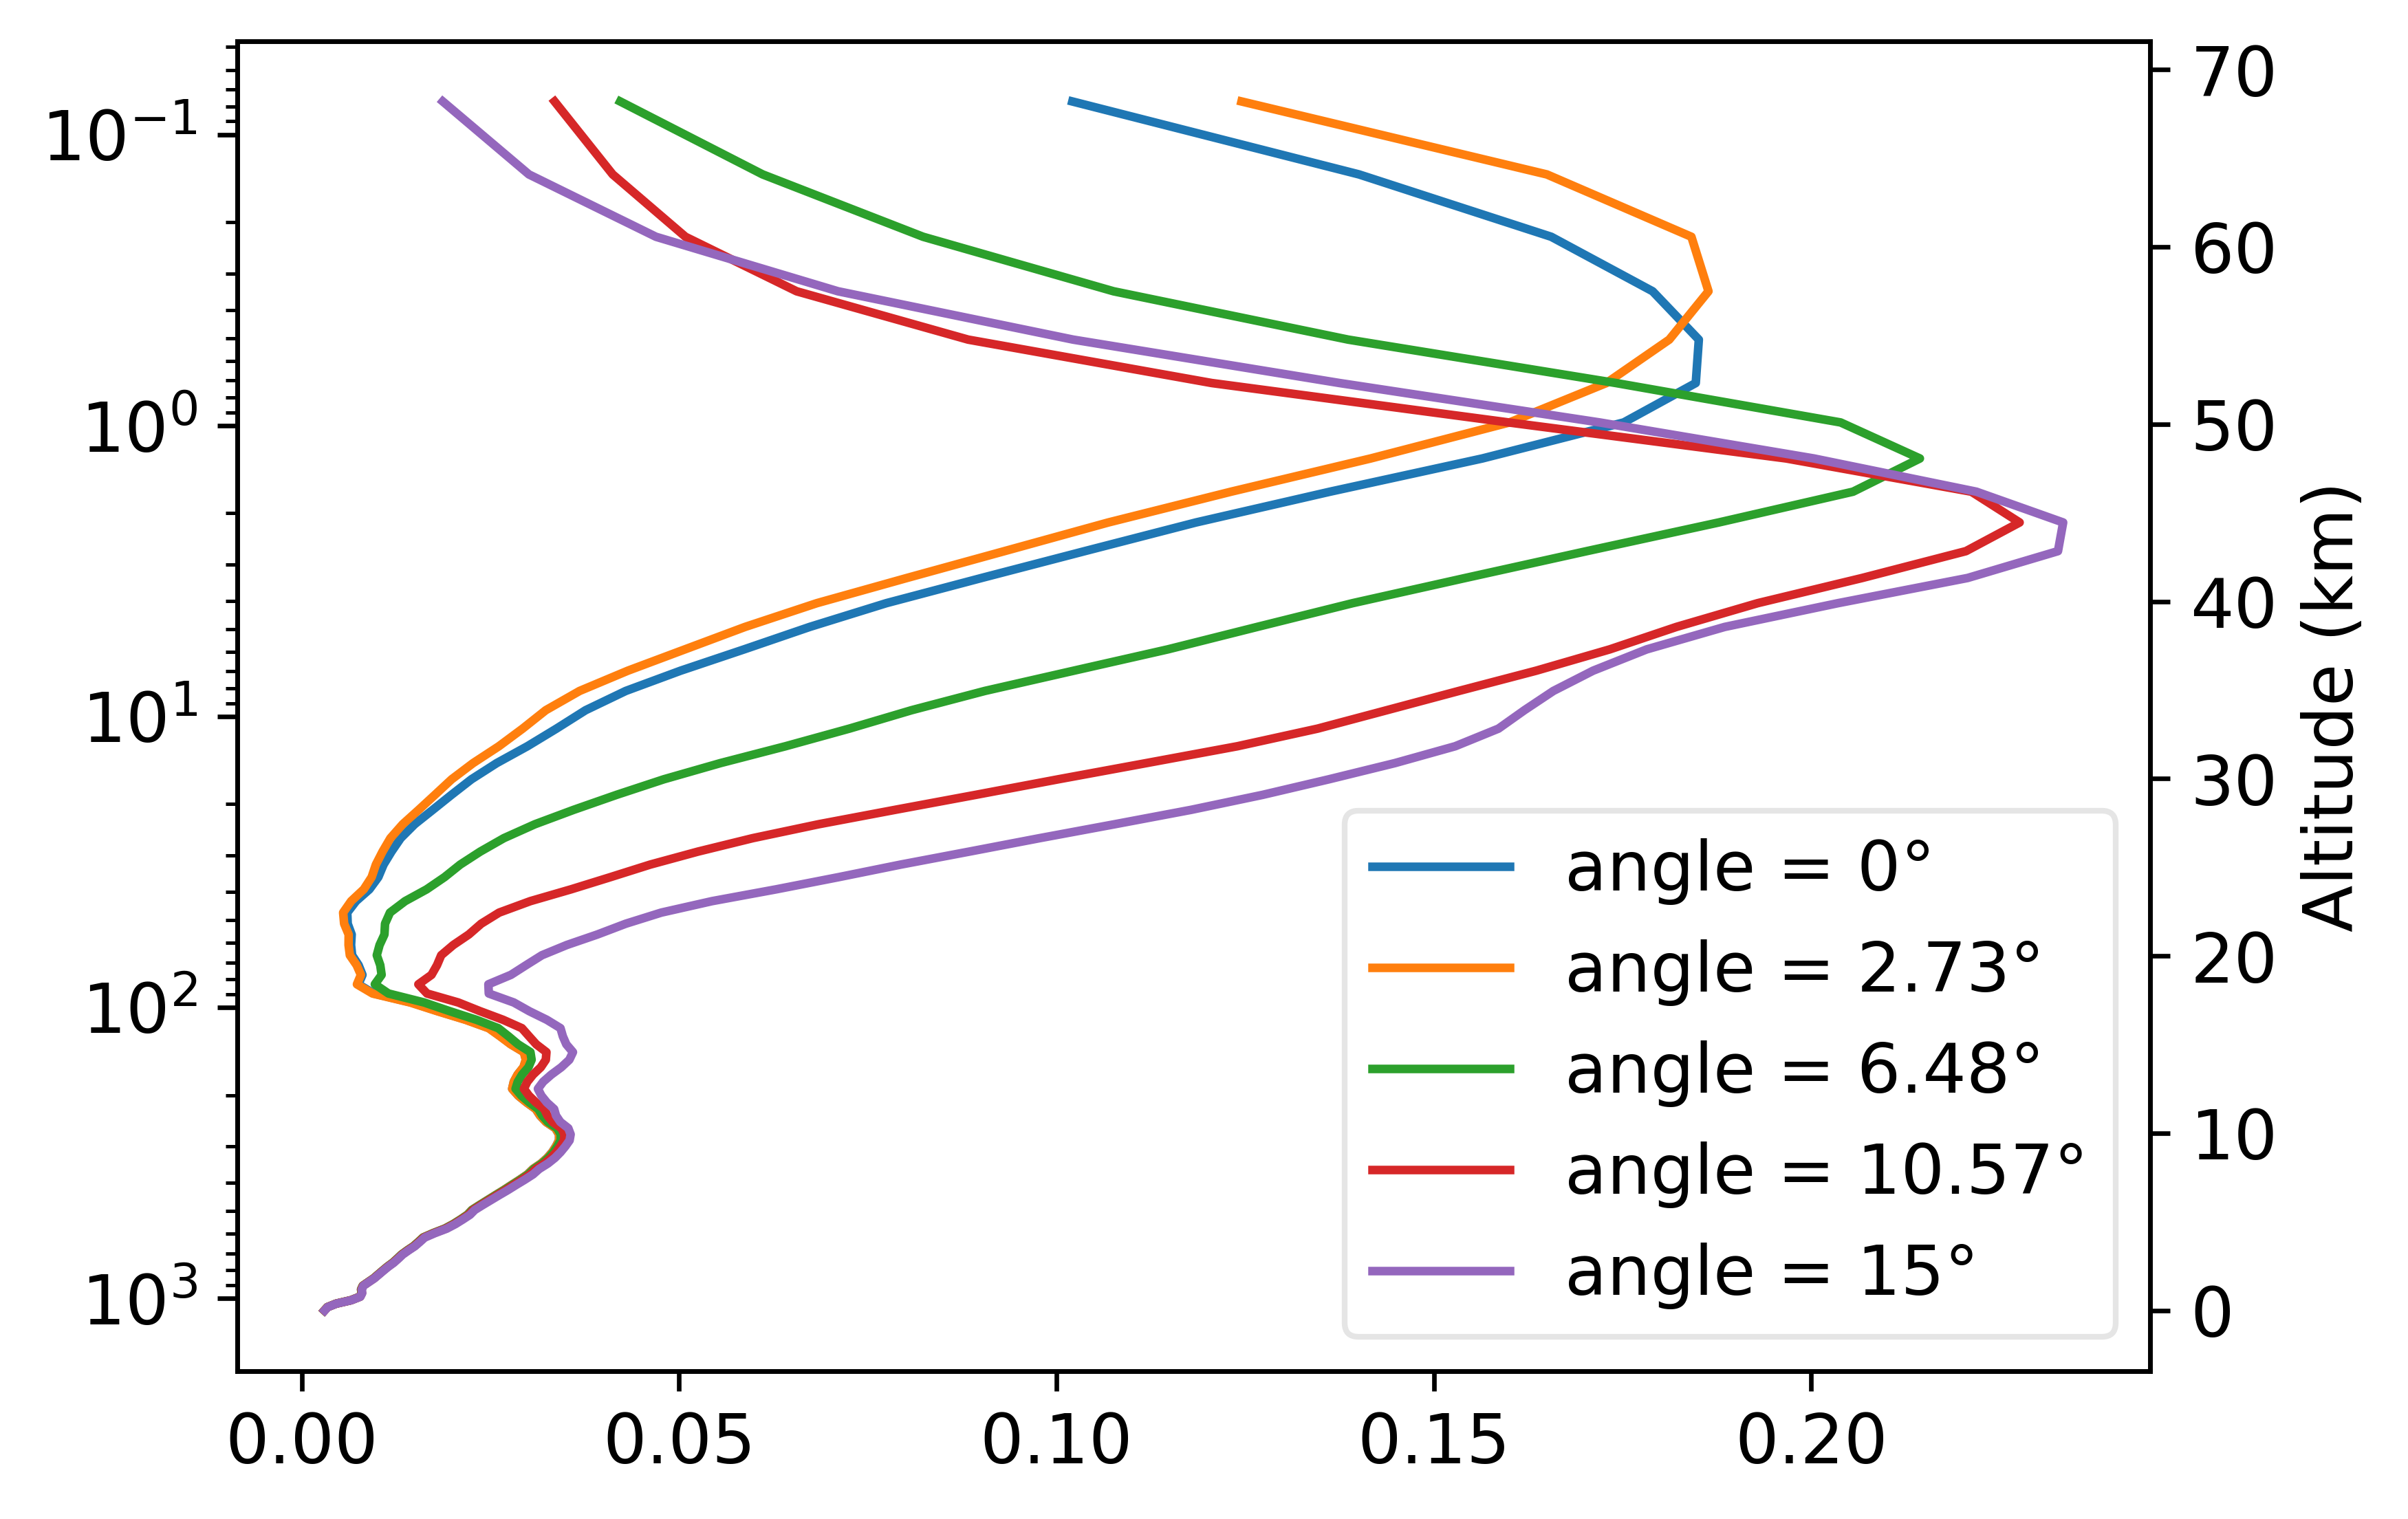 10⁻¹
10⁰
10¹
10²
10³
70
60
50
40
30
20
10
0
Altitude (km)
angle = 0°
angle = 2.73°
angle = 6.48°
angle = 10.57°
angle = 15°
0.00 0.05 0.10 0.15 0.20